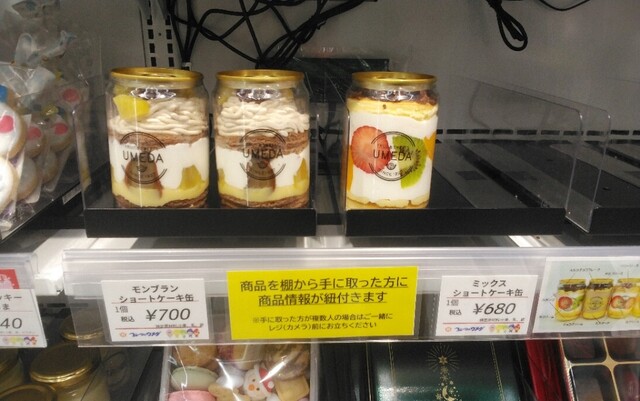 UMEDA
UMEDA
UMEDA
モンブラン
ショートケーキ缶
1個
税込
¥700
商品を棚から手に取った方に
商品情報が紐付きます
※手に取った方が複数人の場合はご一緒に
レジ(カメラ)前にお立ちください
ミックス
ショートケーキ缶
1個
税込
¥680
40